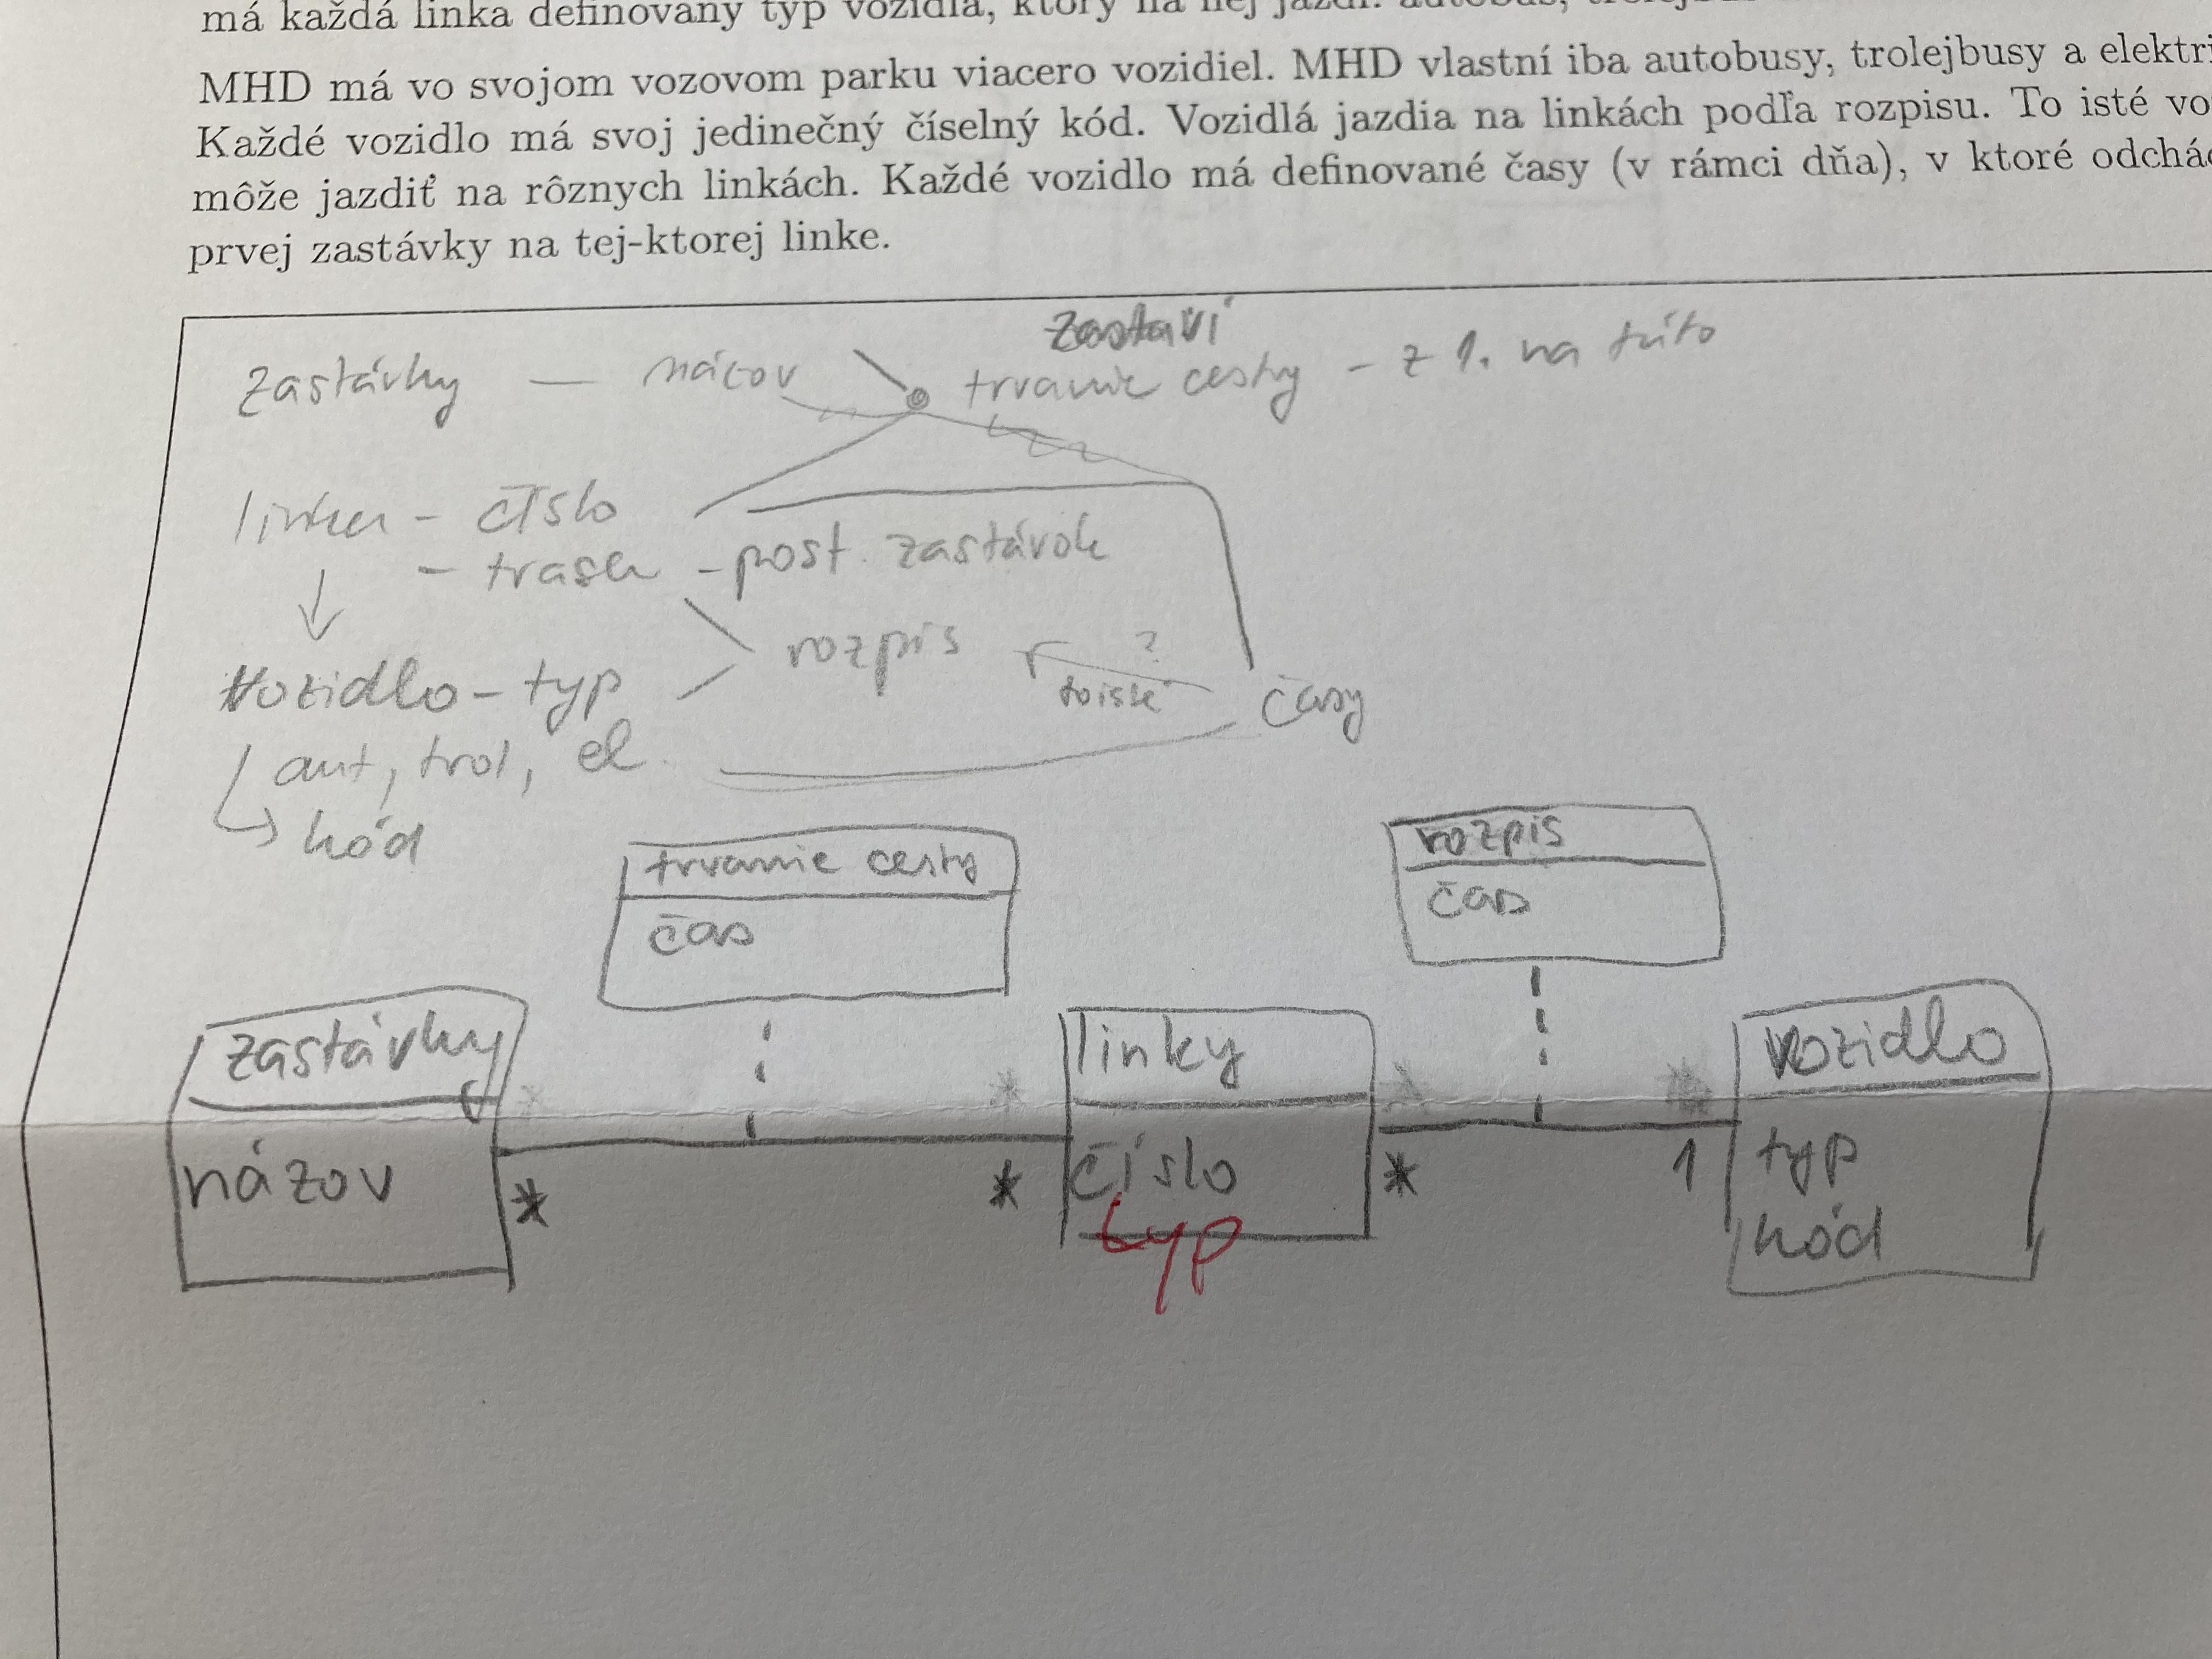 má každá linka definovaný typ vozidla, ktorý na nej jazdí: autobus,
MHD má vo svojom vozovom parku viacero vozidiel. MHD vlastní iba autobusy, trolejbusy a elektri
Každé vozidlo má svoj jedinečný číselný kód. Vozidlá jazdia na linkách podľa rozpisu. To isté vo
môže jazdiť na rôznych linkách. Každé vozidlo má definované časy (v rámci dňa), v ktoré odchá
prvej zastávky na tej-ktorej linke.
zastaví
Zastávky — názov trvanie cesty - z 1. na túto
linka - číslo
- trasa - post. zastávok
rozpis ?
toisté
Vozidlo - typ časy
aut, trol, el.
kód
trvanie cesty
čas
rozpis
čas
zastávky
názov
*
*
linky
číslo
typ
*
1
vozidlo
typ
kód